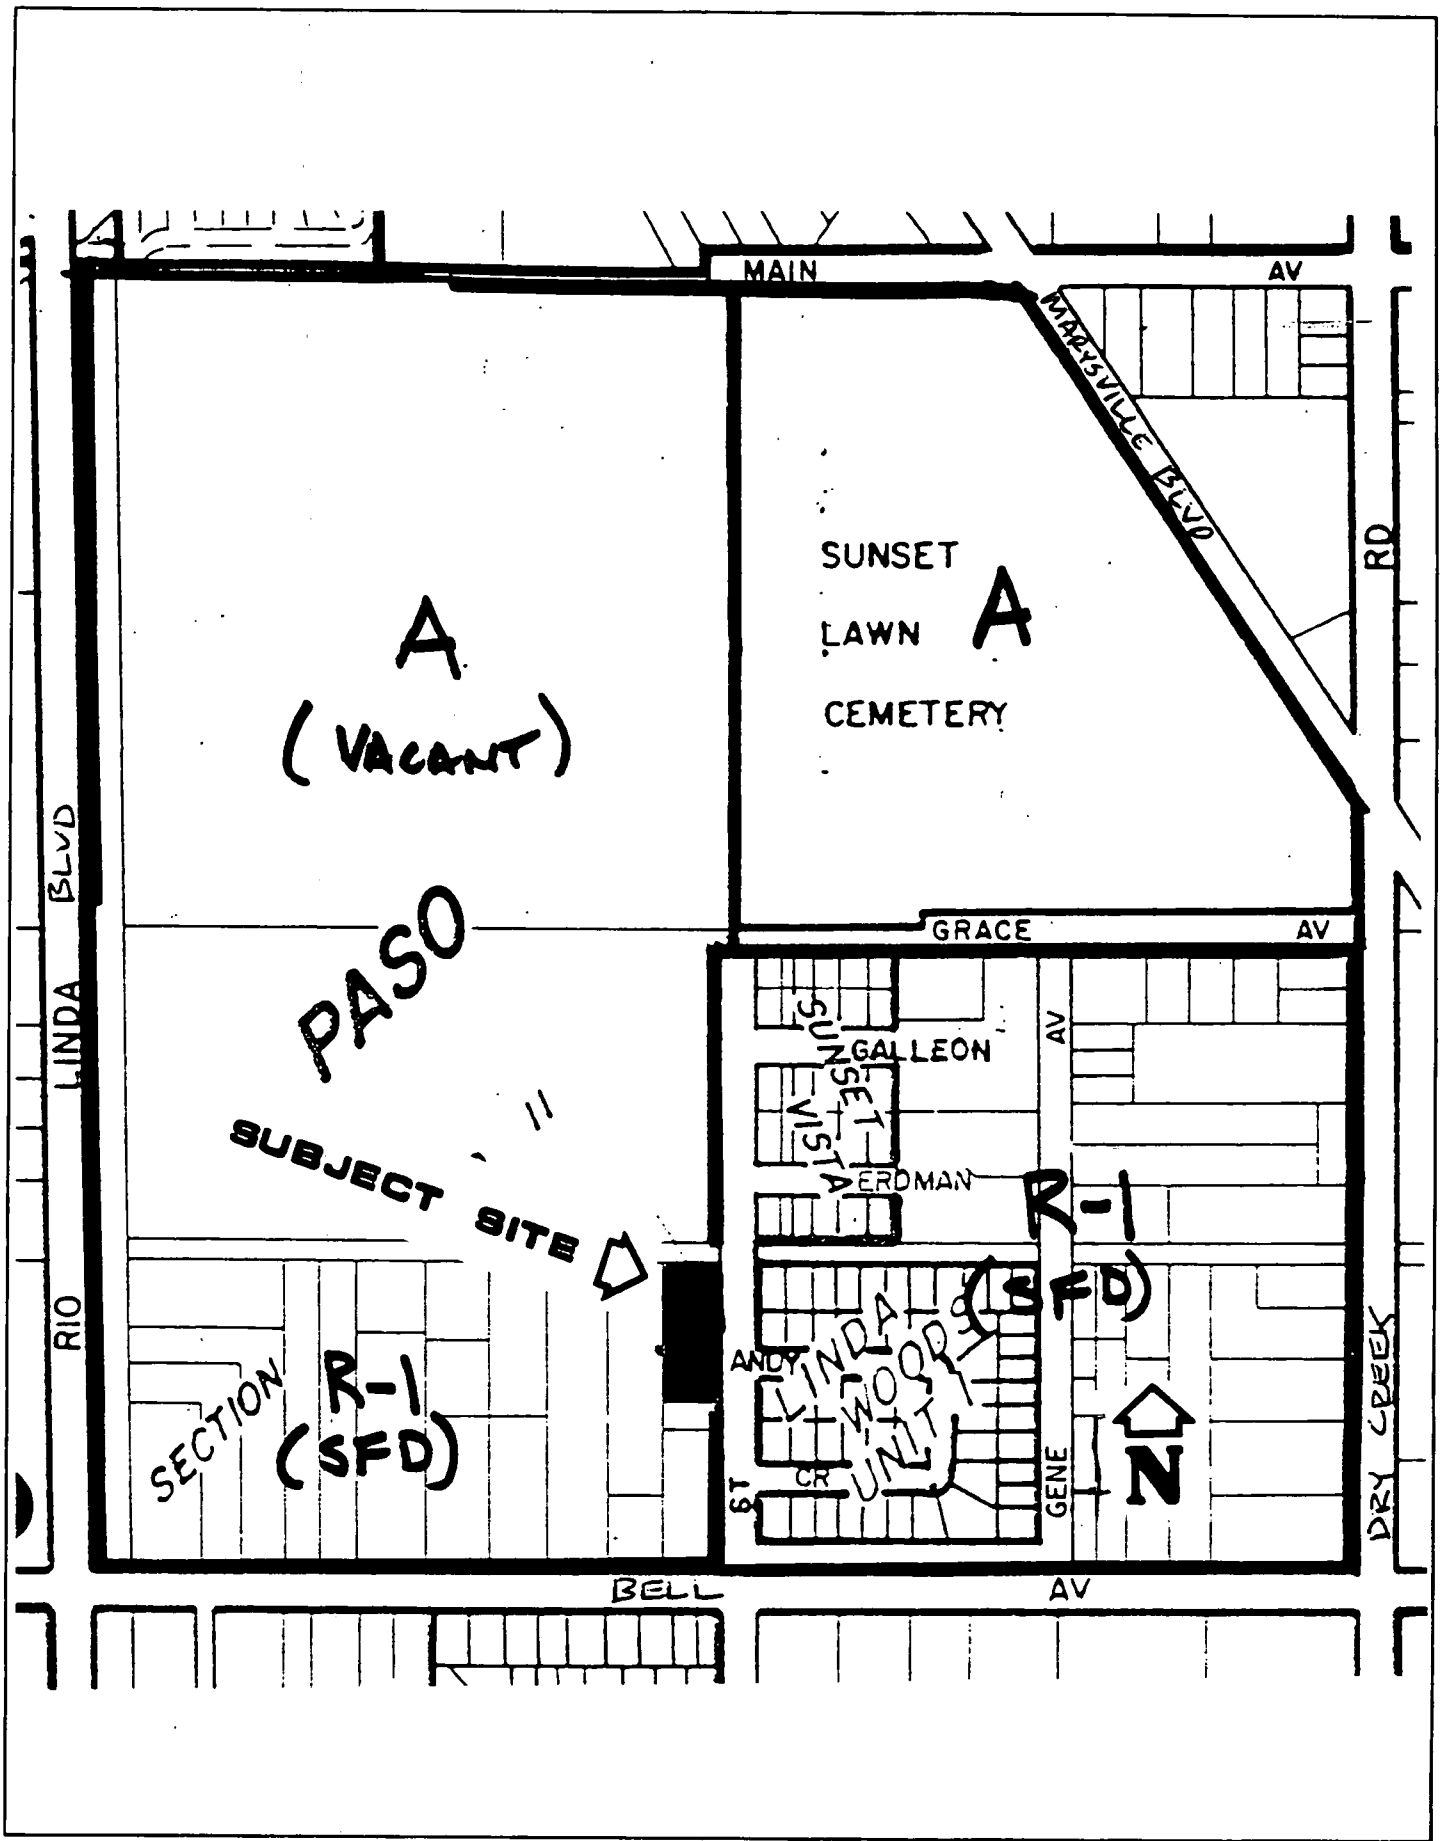 MAIN AV
MARYSVILLE BLVD
SUNSET
LAWN
CEMETERY
A
A
(VACANT)
RD
LINDA BLVD
RIO
PASO
GRACE AV
SUNSET
VISTA
GALLEON
AV
11
SUBJECT SITE
ERDMAN
R-1
(SFD)
LINDA
WOODS
UNIT 1
ANDY
CR
ST
GENE
N
SECTION
R-1
(SFD)
DRY CREEK
BELL AV